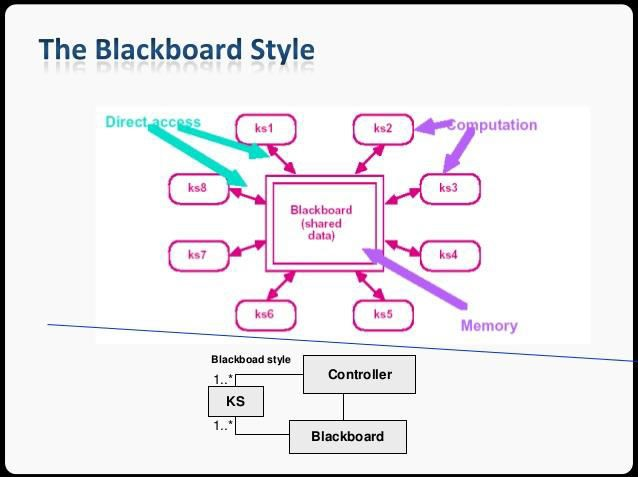 The Blackboard Style
Direct access
ks1
ks2
Computation
ks8
ks3
Blackboard
(shared
data)
ks7
ks4
ks6
ks5
Memory
Blackboad style
1..*
Controller
KS
1..*
Blackboard